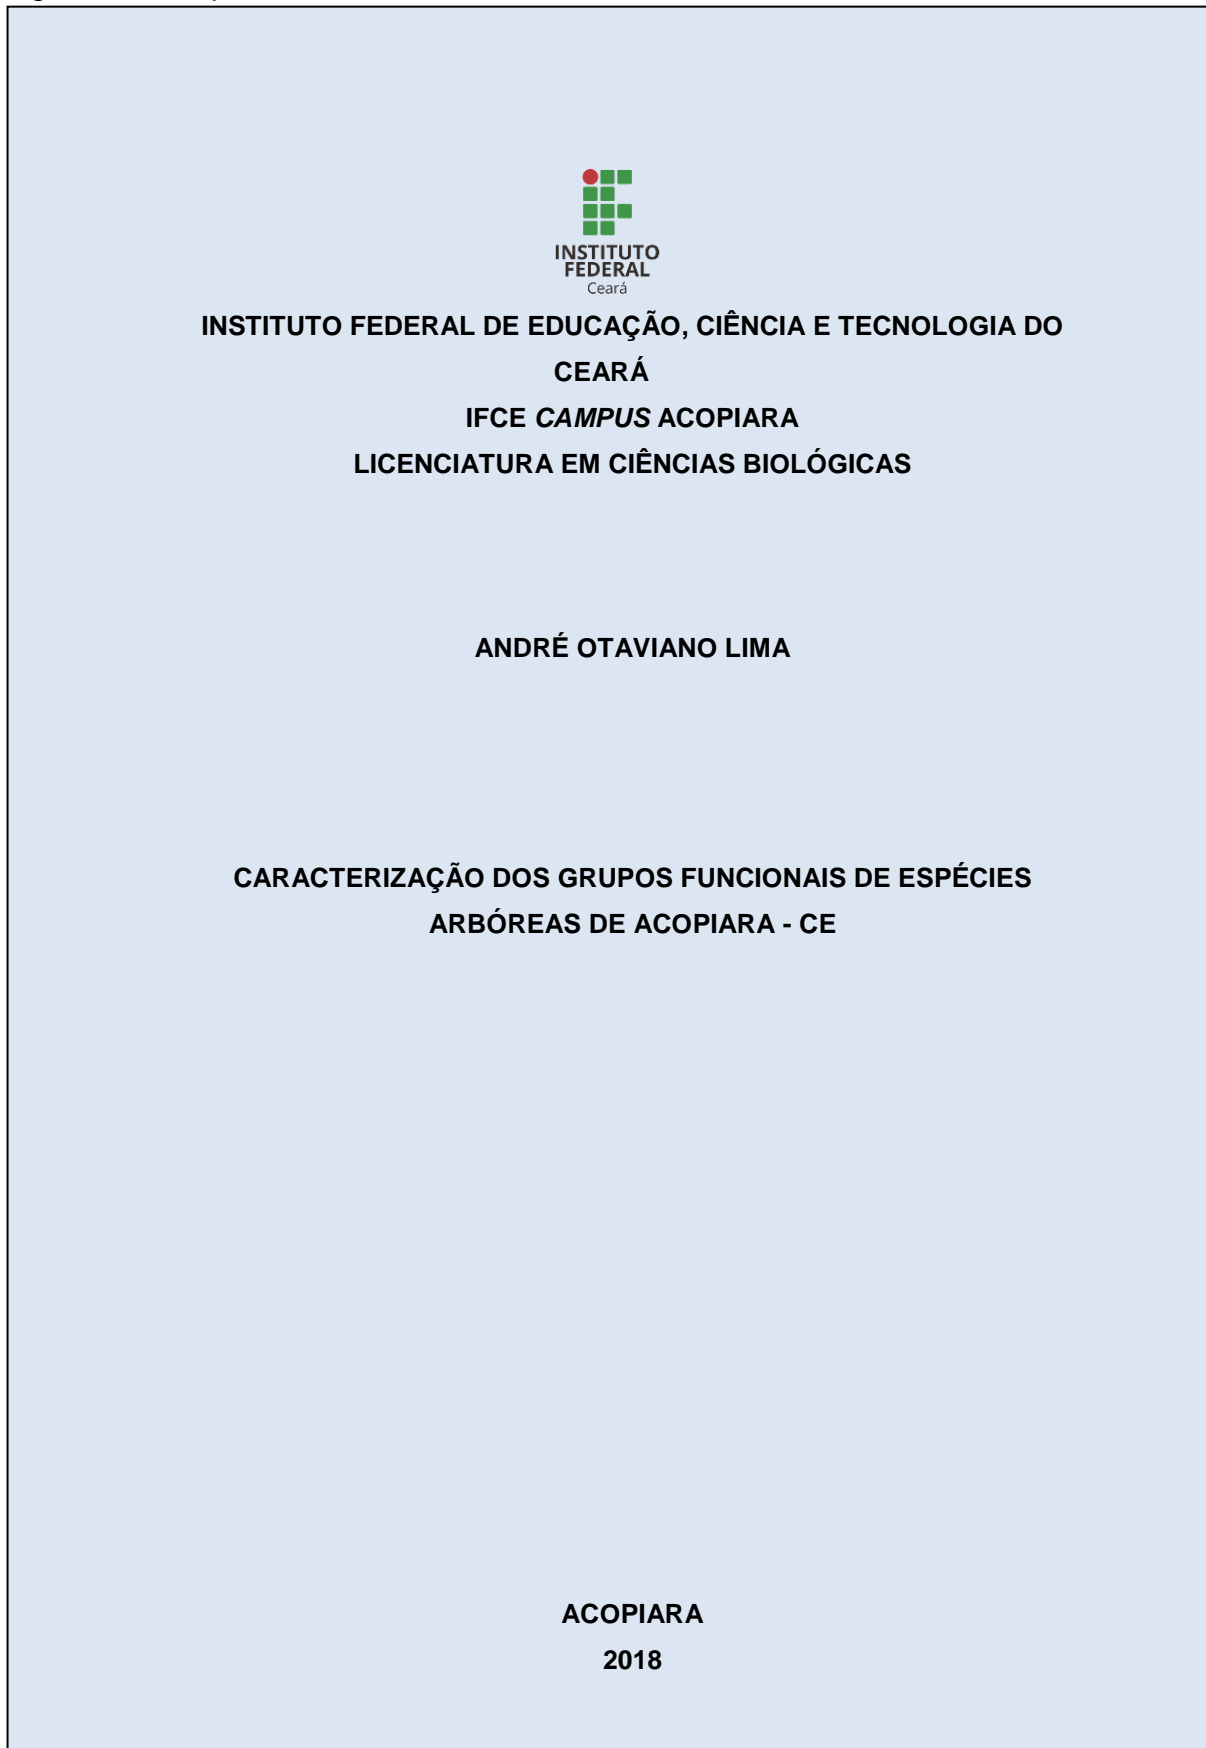 INSTITUTO
FEDERAL
Ceará
INSTITUTO FEDERAL DE EDUCAÇÃO, CIÊNCIA E TECNOLOGIA DO
CEARÁ
IFCE CAMPUS ACOPIARA
LICENCIATURA EM CIÊNCIAS BIOLÓGICAS
ANDRÉ OTAVIANO LIMA
CARACTERIZAÇÃO DOS GRUPOS FUNCIONAIS DE ESPÉCIES
ARBÓREAS DE ACOPIARA - CE
ACOPIARA
2018